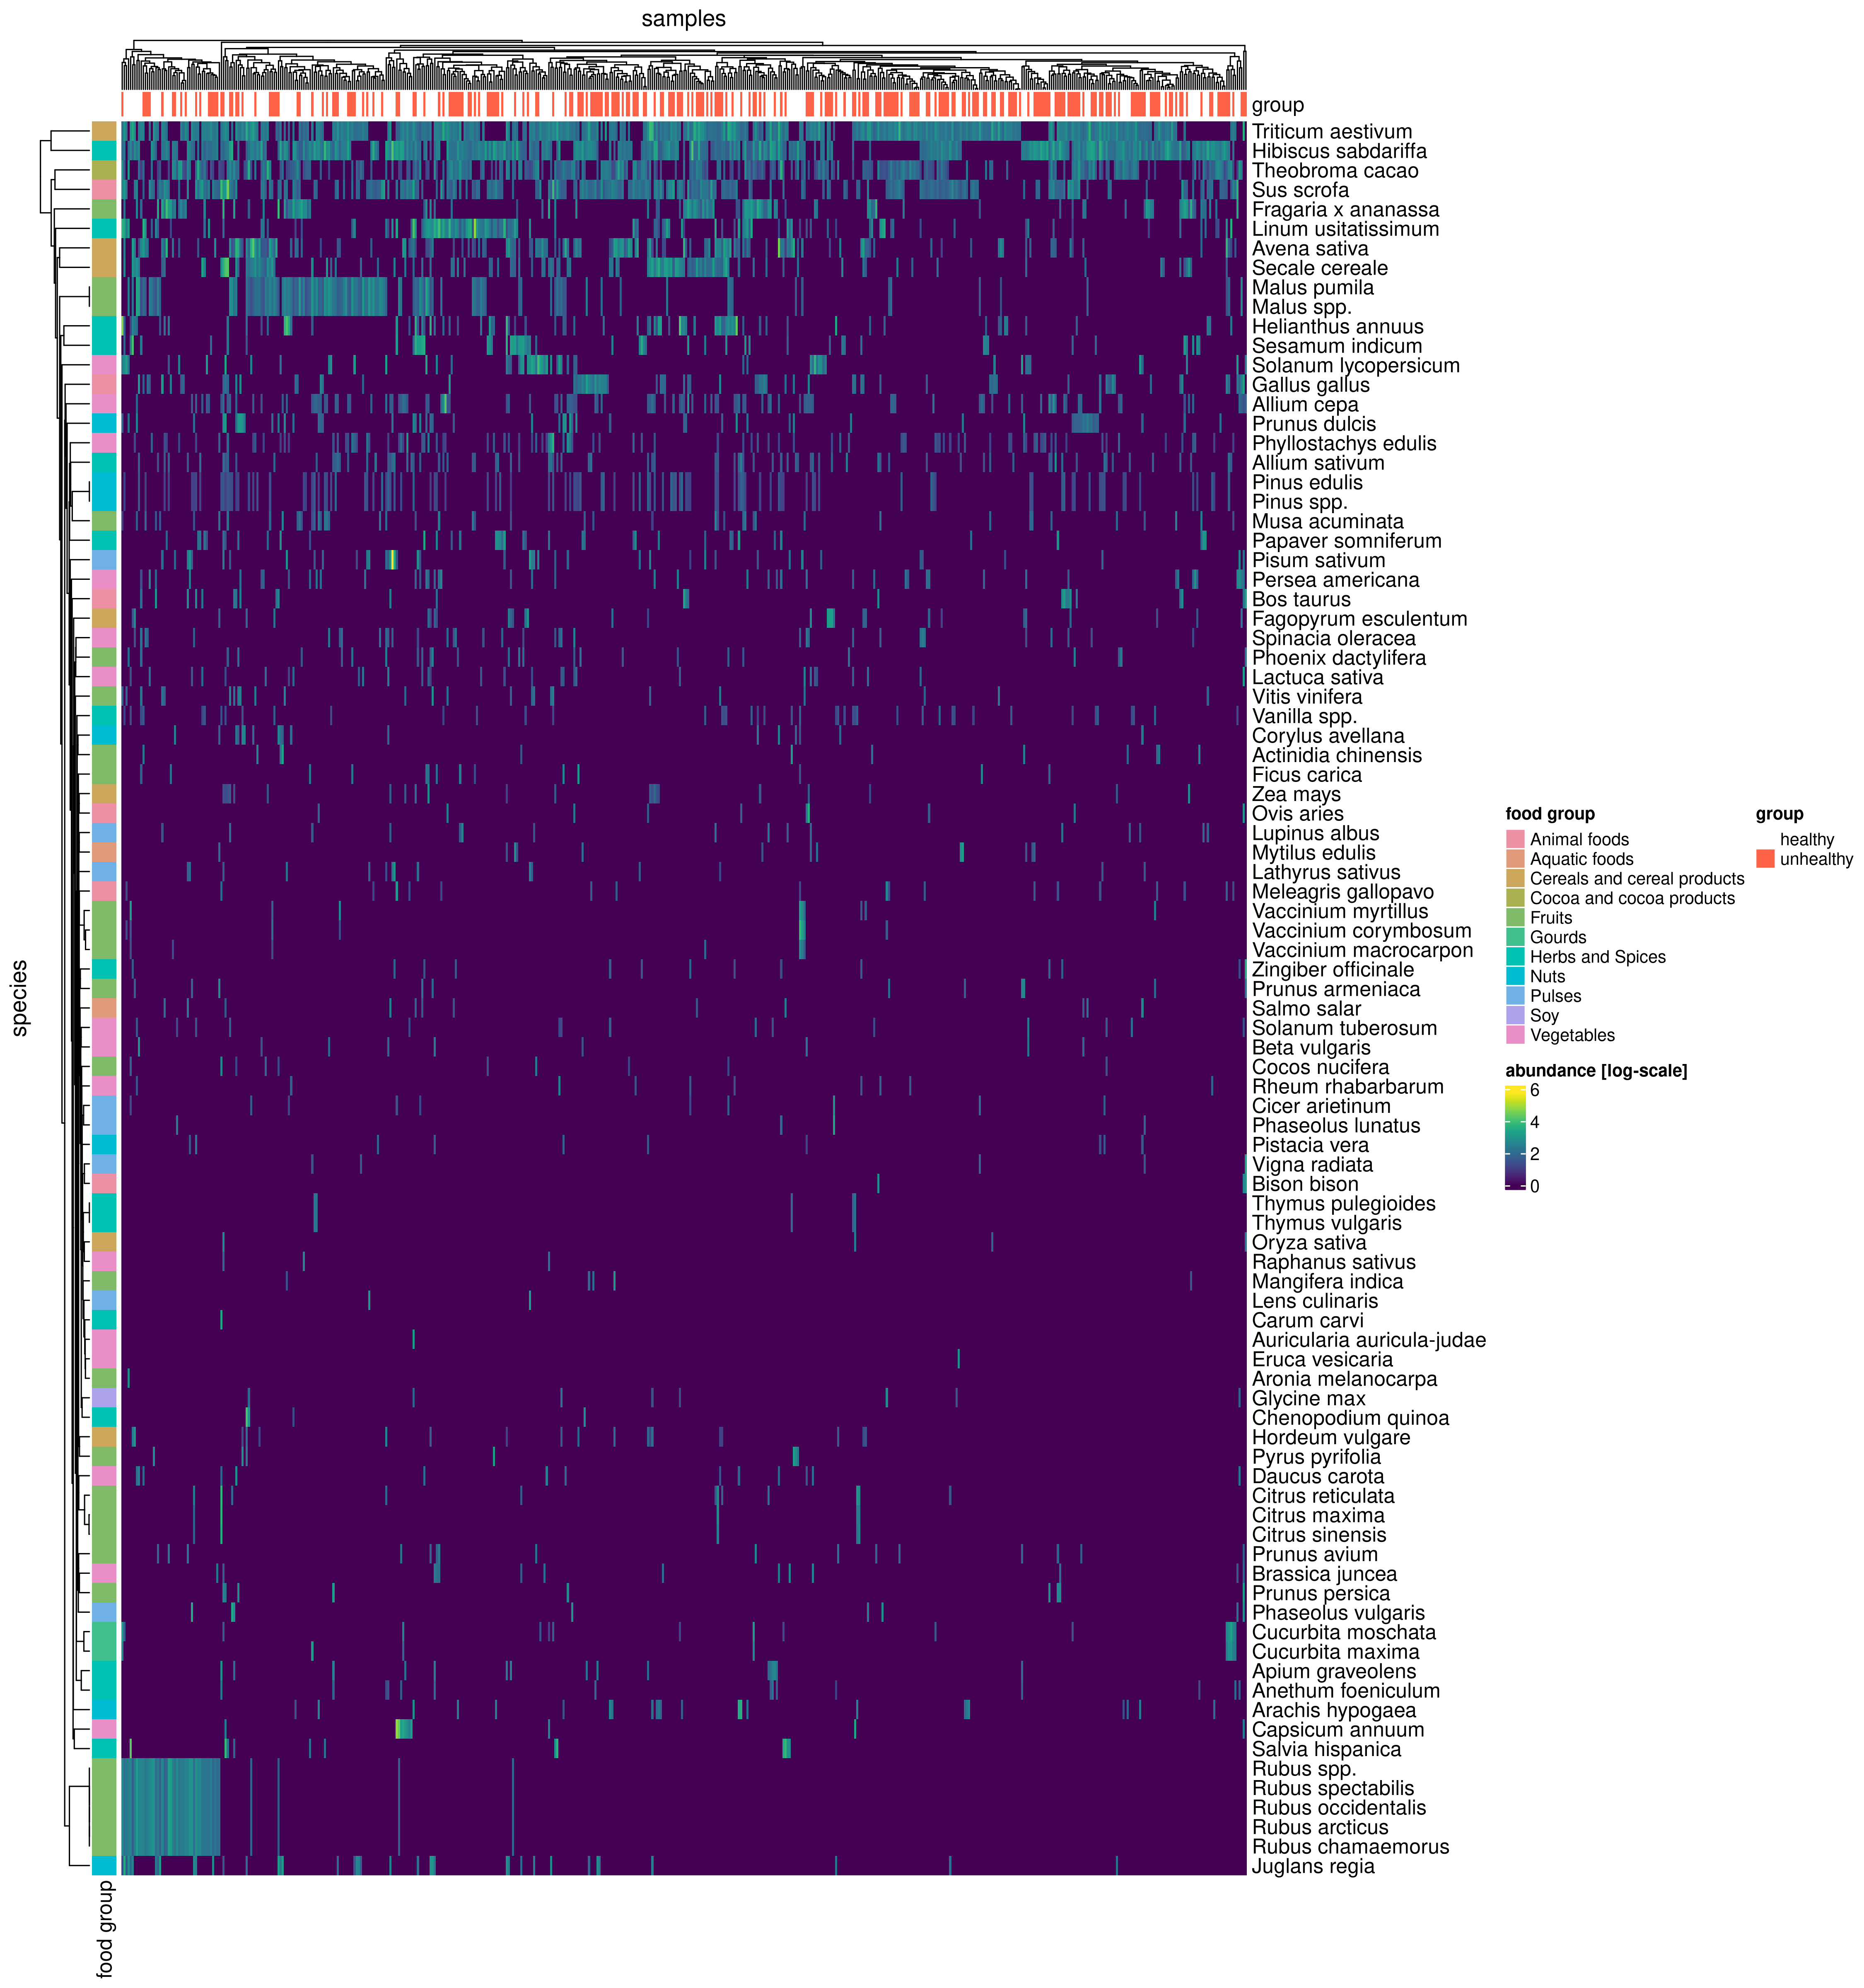 samples
group
Triticum aestivum
Hibiscus sabdariffa
Theobroma cacao
Sus scrofa
Fragaria x ananassa
Linum usitatissimum
Avena sativa
Secale cereale
Malus pumila
Malus spp.
Helianthus annuus
Sesamum indicum
Solanum lycopersicum
Gallus gallus
Allium cepa
Prunus dulcis
Phyllostachys edulis
Allium sativum
Pinus edulis
Pinus spp.
Musa acuminata
Papaver somniferum
Pisum sativum
Persea americana
Bos taurus
Fagopyrum esculentum
Spinacia oleracea
Phoenix dactylifera
Lactuca sativa
Vitis vinifera
Vanilla spp.
Corylus avellana
Actinidia chinensis
Ficus carica
Zea mays
Ovis aries
Lupinus albus
Mytilus edulis
Lathyrus sativus
Meleagris gallopavo
Vaccinium myrtillus
Vaccinium corymbosum
Vaccinium macrocarpon
Zingiber officinale
Prunus armeniaca
Salmo salar
Solanum tuberosum
Beta vulgaris
Cocos nucifera
Rheum rhabarbarum
Cicer arietinum
Phaseolus lunatus
Pistacia vera
Vigna radiata
Bison bison
Thymus pulegioides
Thymus vulgaris
Oryza sativa
Raphanus sativus
Mangifera indica
Lens culinaris
Carum carvi
Auricularia auricula-judae
Eruca vesicaria
Aronia melanocarpa
Glycine max
Chenopodium quinoa
Hordeum vulgare
Pyrus pyrifolia
Daucus carota
Citrus reticulata
Citrus maxima
Citrus sinensis
Prunus avium
Brassica juncea
Prunus persica
Phaseolus vulgaris
Cucurbita moschata
Cucurbita maxima
Apium graveolens
Anethum foeniculum
Arachis hypogaea
Capsicum annuum
Salvia hispanica
Rubus spp.
Rubus spectabilis
Rubus occidentalis
Rubus arcticus
Rubus chamaemorus
Juglans regia
species
food group
food group
Animal foods
Aquatic foods
Cereals and cereal products
Cocoa and cocoa products
Fruits
Gourds
Herbs and Spices
Nuts
Pulses
Soy
Vegetables
group
healthy
unhealthy
abundance [log-scale]
6
4
2
0